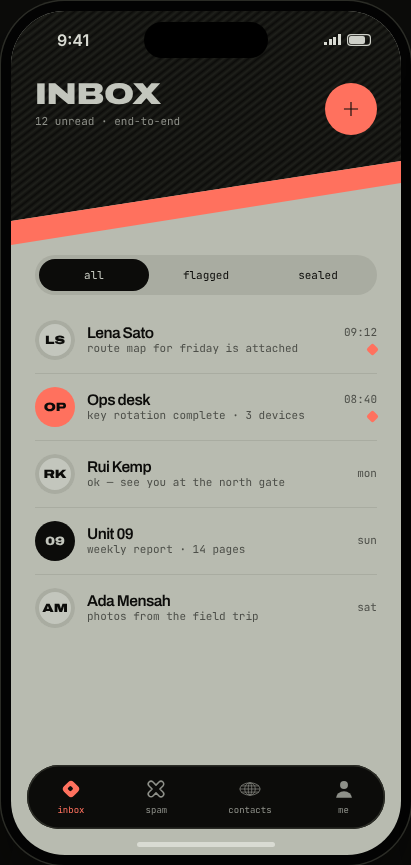 9:41
INBOX
12 unread · end-to-end
all flagged sealed
LS
Lena Sato
09:12
route map for friday is attached
OP
Ops desk
08:40
key rotation complete · 3 devices
RK
Rui Kemp
mon
ok — see you at the north gate
09
Unit 09
sun
weekly report · 14 pages
AM
Ada Mensah
sat
photos from the field trip
inbox spam contacts me